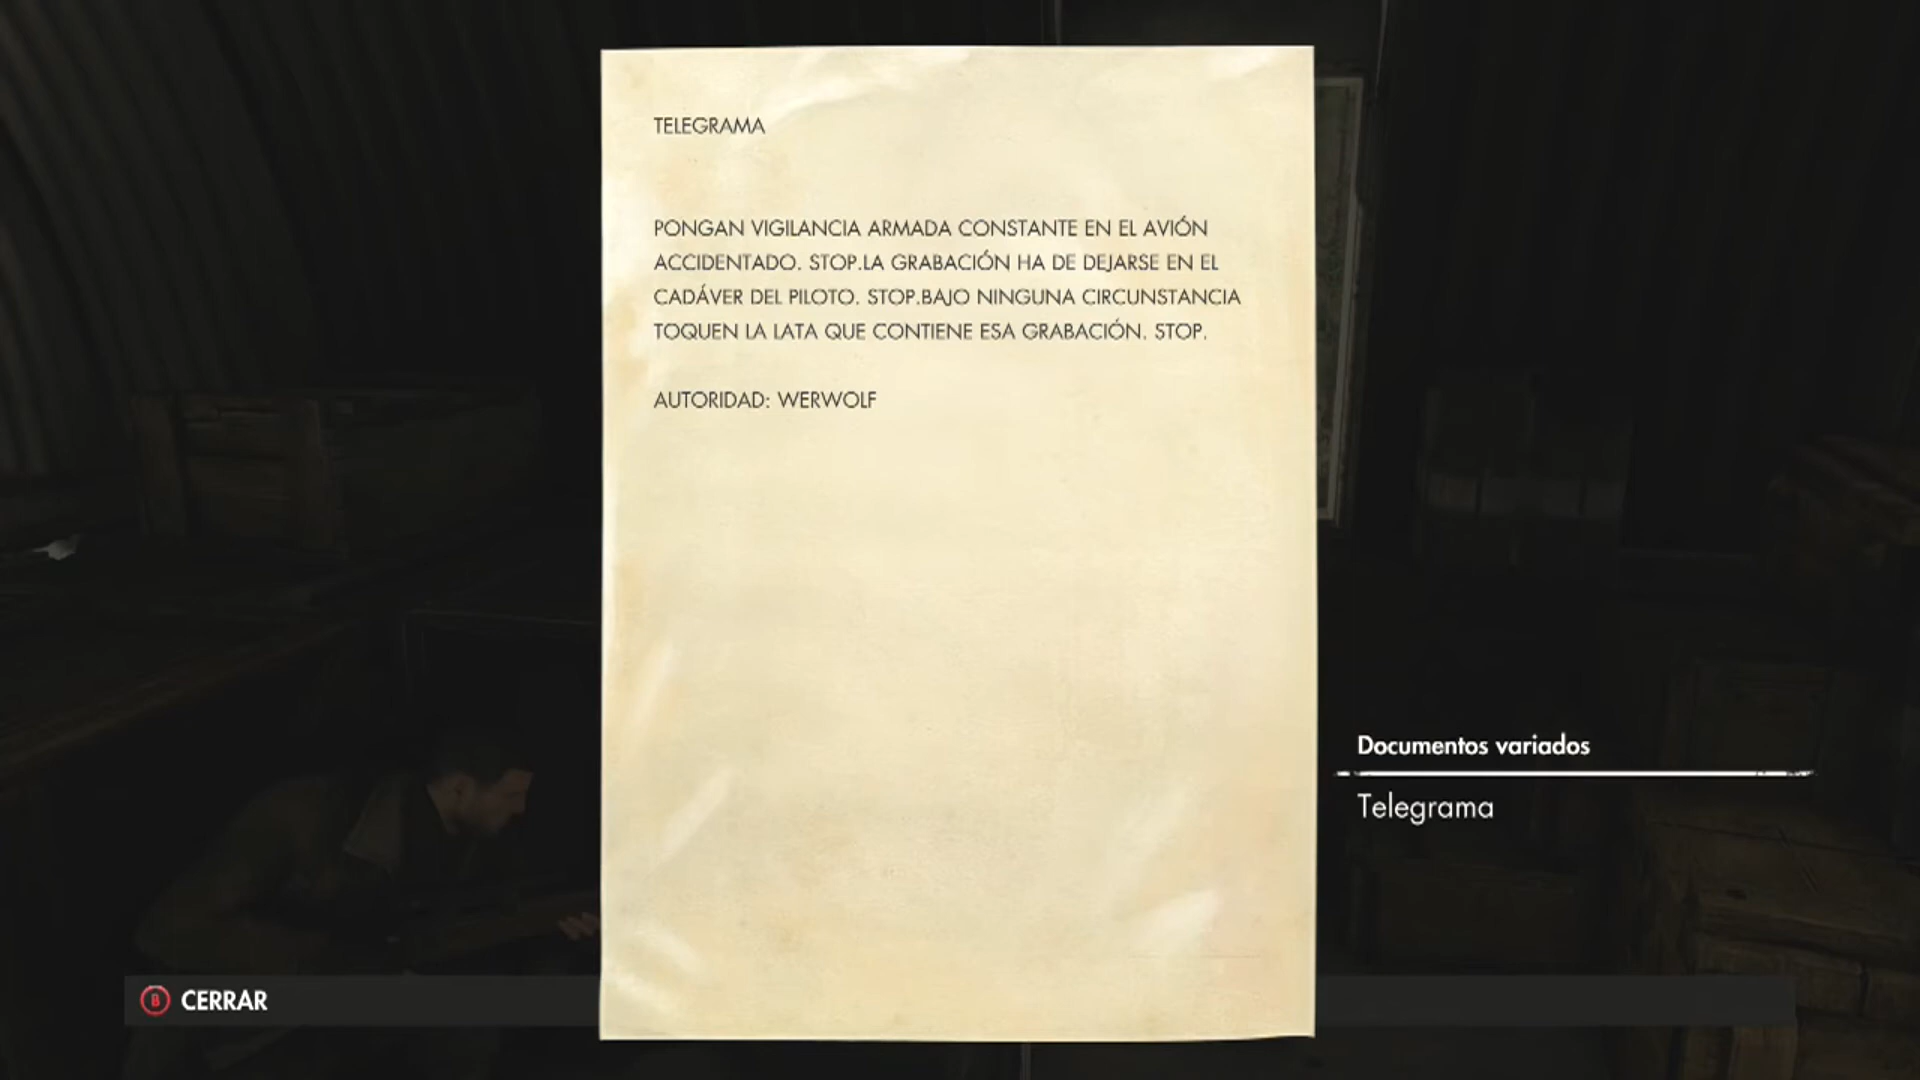 TELEGRAMA
PONGAN VIGILANCIA ARMADA CONSTANTE EN EL AVIÓN
ACCIDENTADO. STOP.LA GRABACIÓN HA DE DEJARSE EN EL
CADÁVER DEL PILOTO. STOP.BAJO NINGUNA CIRCUNSTANCIA
TOQUEN LA LATA QUE CONTIENE ESA GRABACIÓN. STOP.
AUTORIDAD: WERWOLF
Documentos variados
Telegrama
B CERRAR